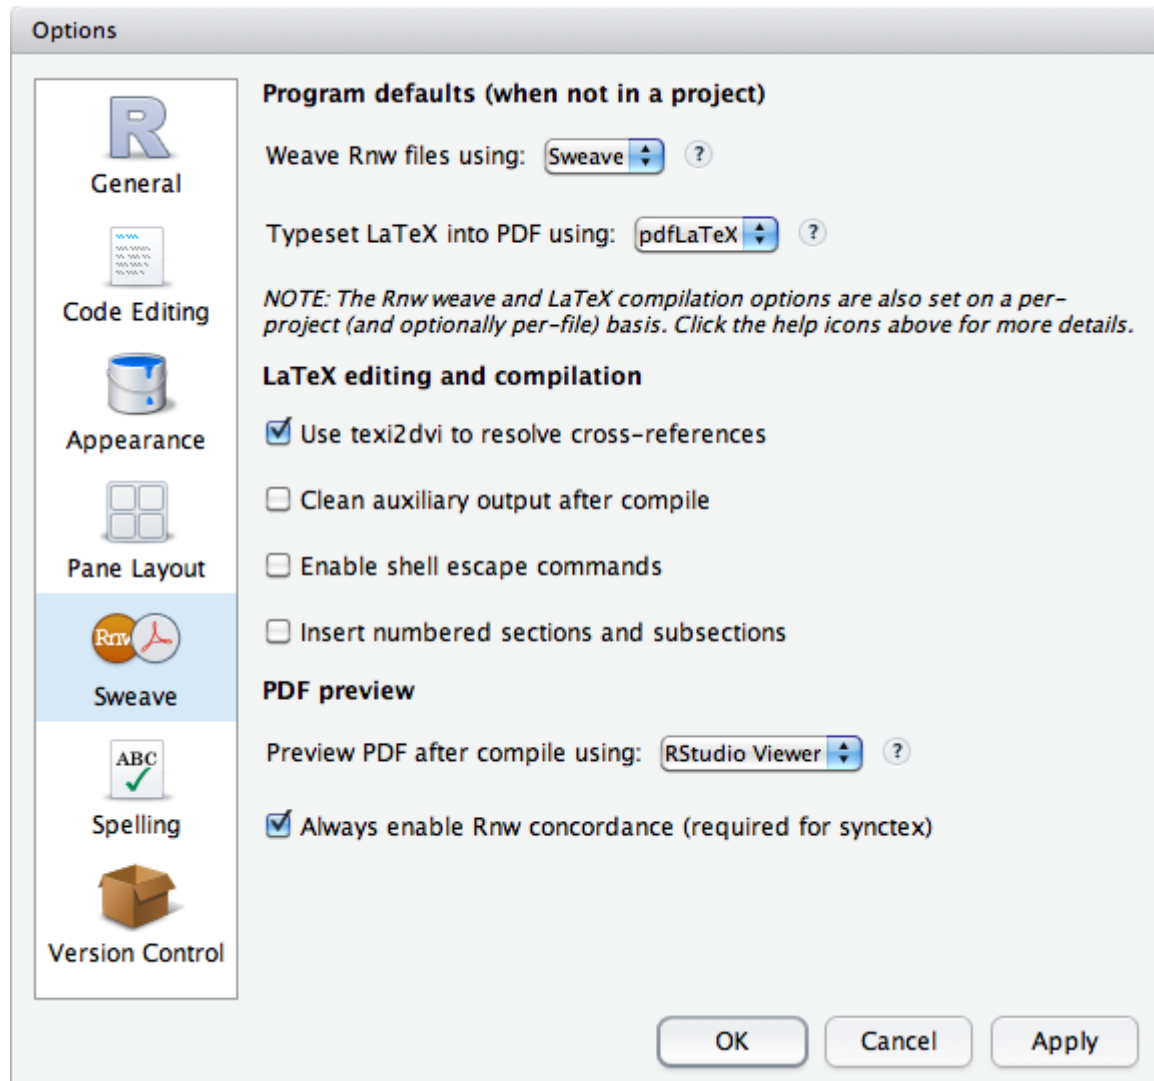 Options
R
General
Code Editing
Appearance
Pane Layout
Rnw
Sweave
ABC
Spelling
Version Control
Program defaults (when not in a project)
Weave Rnw files using: Sweave ?
Typeset LaTeX into PDF using: pdfLaTeX ?
NOTE: The Rnw weave and LaTeX compilation options are also set on a per-
project (and optionally per-file) basis. Click the help icons above for more details.
LaTeX editing and compilation
Use texi2dvi to resolve cross-references
Clean auxiliary output after compile
Enable shell escape commands
Insert numbered sections and subsections
PDF preview
Preview PDF after compile using: RStudio Viewer ?
Always enable Rnw concordance (required for synctex)
OK Cancel Apply